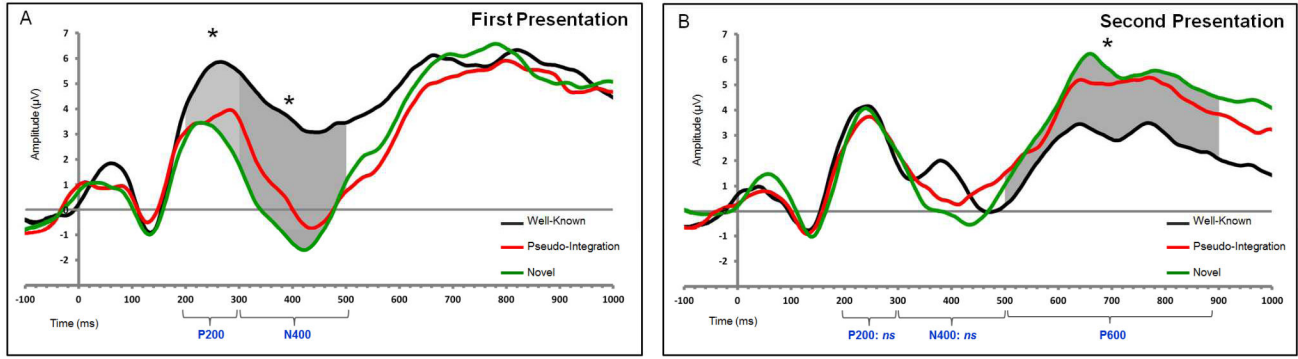 A
First Presentation
*
*
Amplitude (μV)
7
6
5
4
3
2
1
0
-1
-2
Well-Known
Pseudo-Integration
Novel
-100 0 100 200 300 400 500 600 700 800 900 1000
Time (ms)
P200 N400
B
Second Presentation
*
Amplitude (μV)
7
6
5
4
3
2
1
0
-1
-2
Well-Known
Pseudo-Integration
Novel
-100 0 100 200 300 400 500 600 700 800 900 1000
Time (ms)
P200: ns N400: ns P600